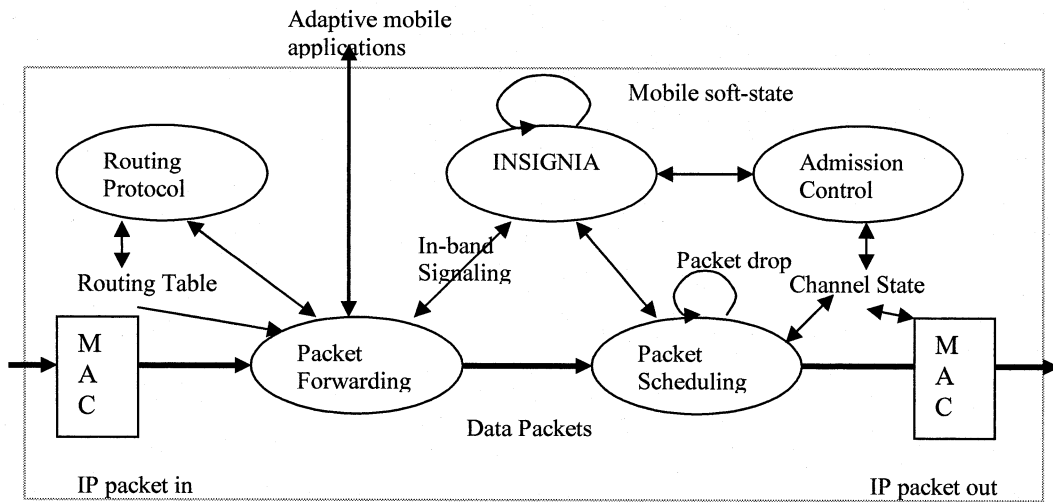 Adaptive mobile
applications
Mobile soft-state
Routing
Protocol
INSIGNIA
Admission
Control
In-band
Signaling
Packet drop
Routing Table
Channel State
M
A
C
Packet
Forwarding
Packet
Scheduling
M
A
C
Data Packets
IP packet in
IP packet out